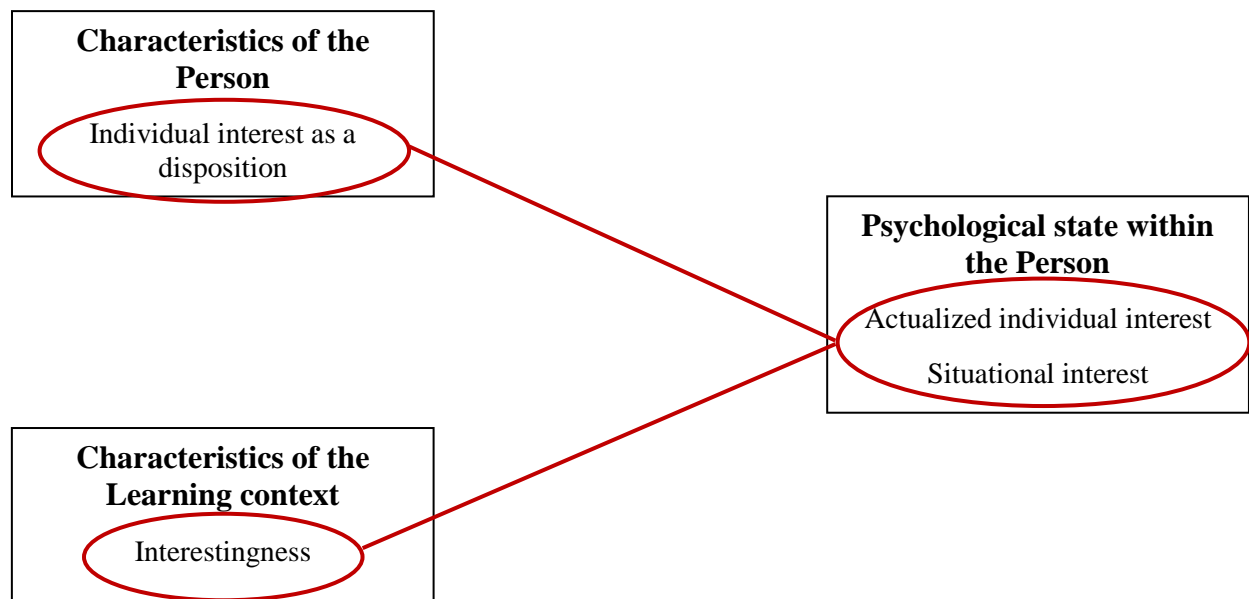 Characteristics of the
Person
Individual interest as a
disposition
Psychological state within
the Person
Actualized individual interest
Situational interest
Characteristics of the
Learning context
Interestingness